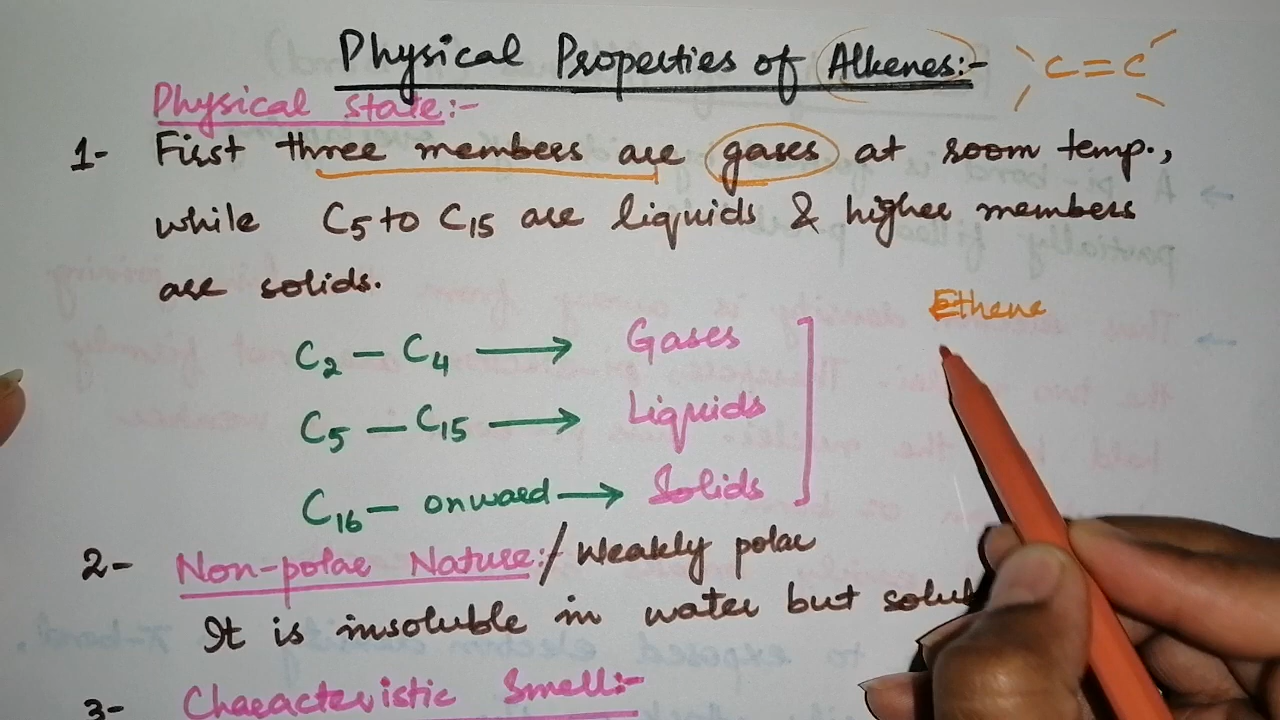 Physical Properties of Alkenes:-
C=C
Physical state:-
1- First three members are gases at room temp.,
while C5 to C15 are liquids & higher members
are solids.
Ethene
C2 – C4 → Gases
C5 – C15 → Liquids
C16 – onward → Solids
2- Non-polar Nature:/ Weakly polar
It is insoluble in water but
3- Characteristic Smell:-